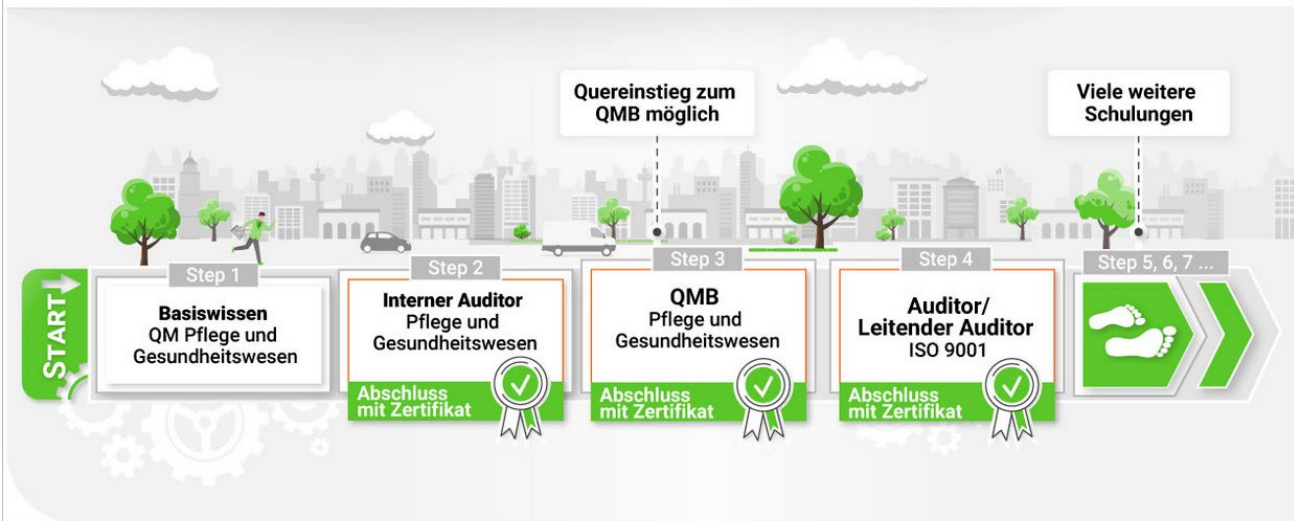 Quereinstieg zum
QMB möglich
Viele weitere
Schulungen
START
Step 1
Basiswissen
QM Pflege und
Gesundheitswesen
Step 2
Interner Auditor
Pflege und
Gesundheitswesen
Abschluss
mit Zertifikat
Step 3
QMB
Pflege und
Gesundheitswesen
Abschluss
mit Zertifikat
Step 4
Auditor/
Leitender Auditor
ISO 9001
Abschluss
mit Zertifikat
Step 5, 6, 7 ...